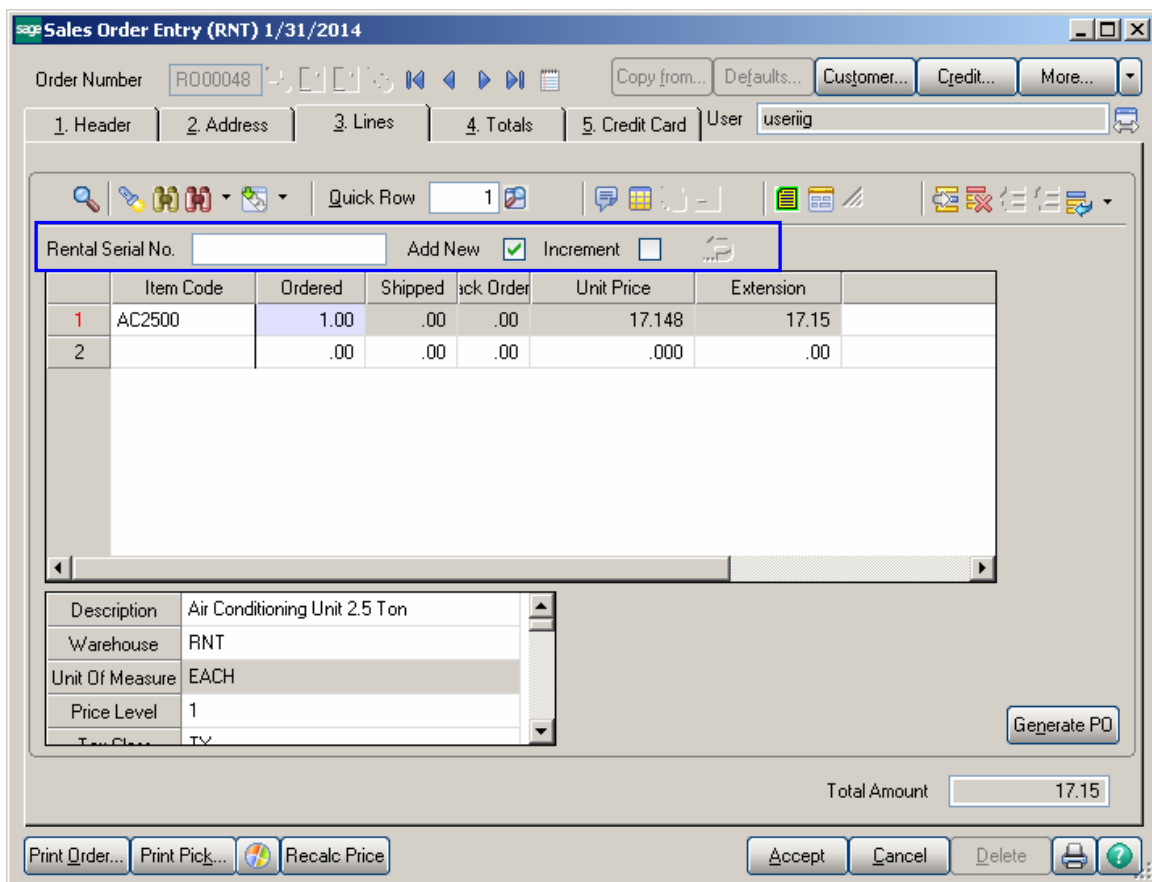 sage Sales Order Entry (RNT) 1/31/2014
Order Number RO00048 Copy from... Defaults... Customer... Credit... More...
1. Header 2. Address 3. Lines 4. Totals 5. Credit Card User useriig
Quick Row 1
Rental Serial No. Add New Increment
Item Code Ordered Shipped ack Order Unit Price Extension
1 AC2500 1.00 .00 .00 17.148 17.15
2 .00 .00 .00 .000 .00
Description Air Conditioning Unit 2.5 Ton
Warehouse RNT
Unit Of Measure EACH
Price Level 1
Generate PO
Total Amount 17.15
Print Order... Print Pick... Recalc Price Accept Cancel Delete